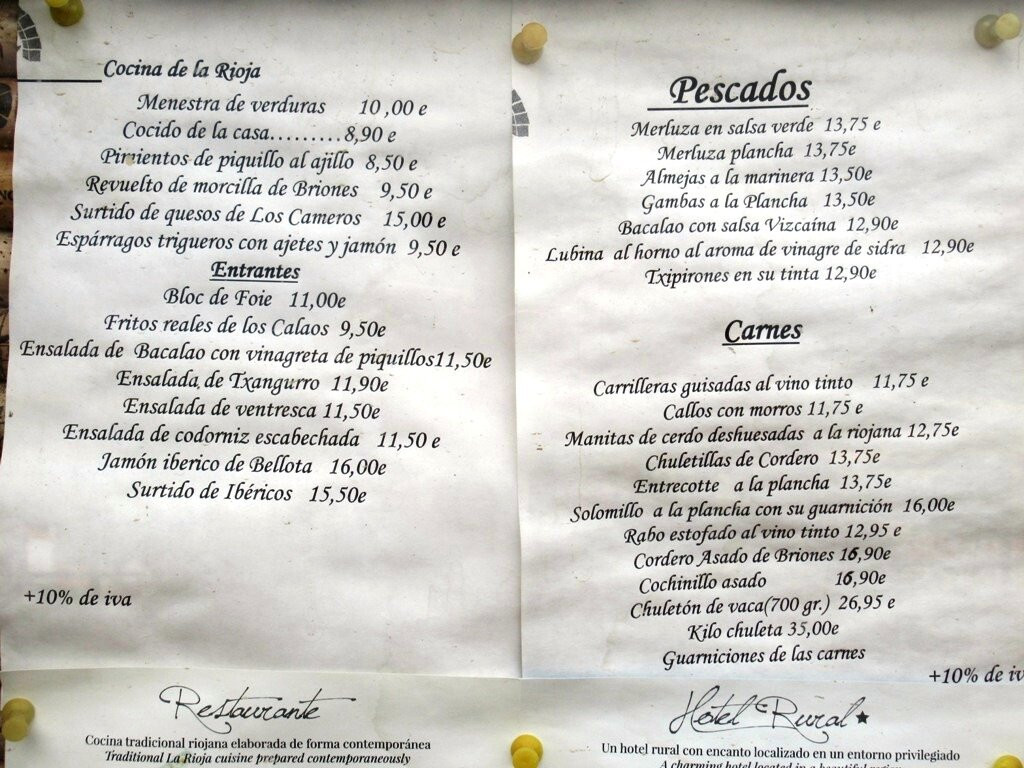 Cocina de la Rioja
Menestra de verduras 10,00 e
Cocido de la casa.........8,90 e
Pimientos de piquillo al ajillo 8,50 e
Revuelto de morcilla de Briones 9,50 e
Surtido de quesos de Los Cameros 15,00 e
Espárragos trigueros con ajetes y jamón 9,50 e
Entrantes
Bloc de Foie 11,00e
Fritos reales de los Calaos 9,50e
Ensalada de Bacalao con vinagreta de piquillos11,50e
Ensalada de Txangurro 11,90e
Ensalada de ventresca 11,50e
Ensalada de codorniz escabechada 11,50 e
Jamón iberico de Bellota 16,00e
Surtido de Ibéricos 15,50e
+10% de iva
Pescados
Merluza en salsa verde 13,75 e
Merluza plancha 13,75e
Almejas a la marinera 13,50e
Gambas a la Plancha 13,50e
Bacalao con salsa Vizcaína 12,90e
Lubina al horno al aroma de vinagre de sidra 12,90e
Txipirones en su tinta 12,90e
Carnes
Carrilleras guisadas al vino tinto 11,75 e
Callos con morros 11,75 e
Manitas de cerdo deshuesadas a la riojana 12,75e
Chuletillas de Cordero 13,75e
Entrecotte a la plancha 13,75e
Solomillo a la plancha con su guarnición 16,00e
Rabo estofado al vino tinto 12,95 e
Cordero Asado de Briones 16,90e
Cochinillo asado 16,90e
Chuletón de vaca(700 gr.) 26,95 e
Kilo chuleta 35,00e
Guarniciones de las carnes
+10% de iv
Restaurante
Cocina tradicional riojana elaborada de forma contemporánea
Traditional La Rioja cuisine prepared contemporaneously
Hotel Rural
Un hotel rural con encanto localizado en un entorno privilegiado
A charming hotel located in a beautiful